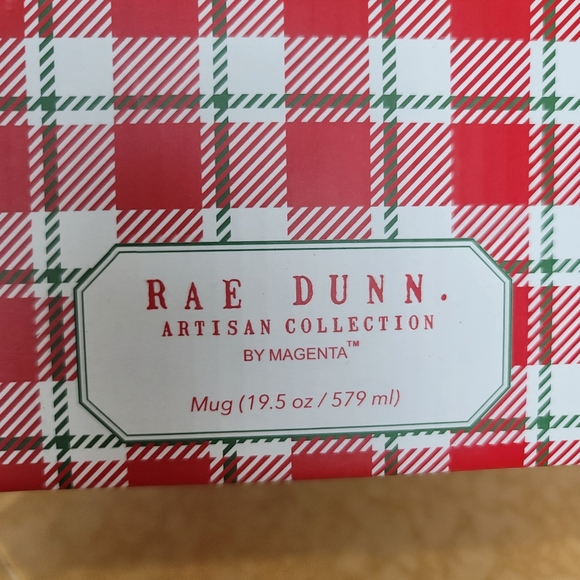 RAE DUNN.
ARTISAN COLLECTION
BY MAGENTA™
Mug (19.5 oz / 579 ml)